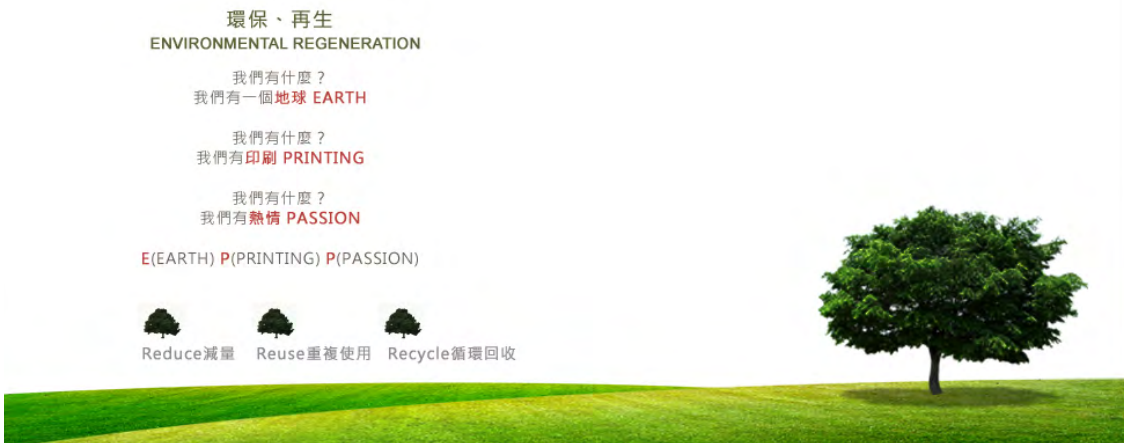 環保、再生
ENVIRONMENTAL REGENERATION
我們有什麼？
我們有一個地球 EARTH
我們有什麼？
我們有印刷 PRINTING
我們有什麼？
我們有熱情 PASSION
E(EARTH) P(PRINTING) P(PASSION)
Reduce減量 Reuse重複使用 Recycle循環回收